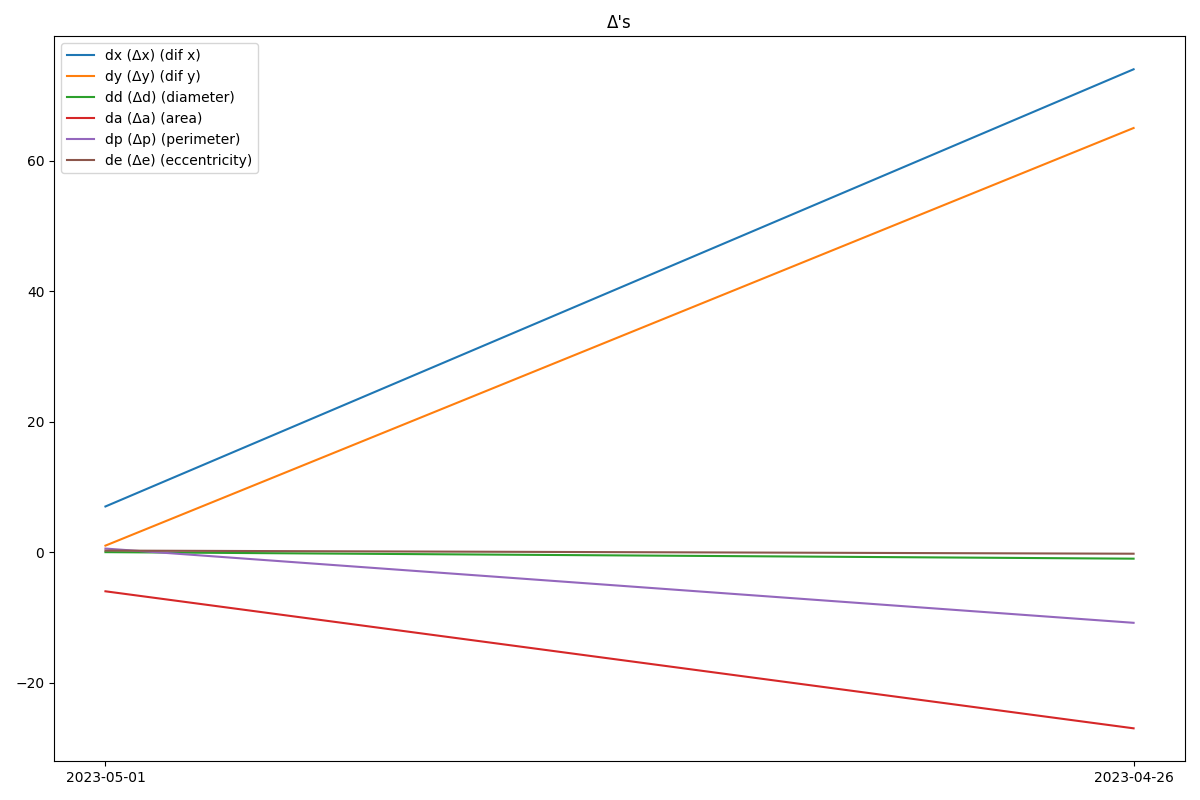 Δ's
dx (Δx) (dif x)
dy (Δy) (dif y)
dd (Δd) (diameter)
da (Δa) (area)
dp (Δp) (perimeter)
de (Δe) (eccentricity)
60
40
20
0
−20
2023-05-01
2023-04-26